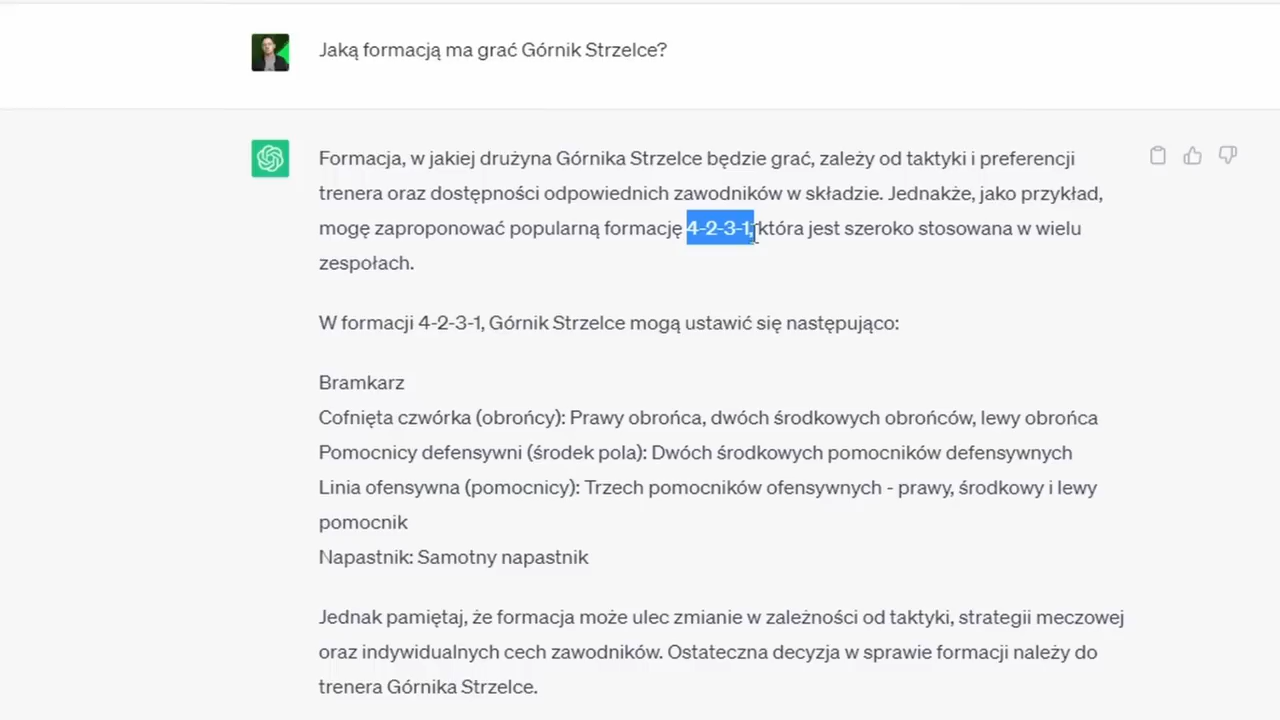 Jaką formacją ma grać Górnik Strzelce?
Formacja, w jakiej drużyna Górnika Strzelce będzie grać, zależy od taktyki i preferencji
trenera oraz dostępności odpowiednich zawodników w składzie. Jednakże, jako przykład,
mogę zaproponować popularną formację 4-2-3-1, która jest szeroko stosowana w wielu
zespołach.
W formacji 4-2-3-1, Górnik Strzelce mogą ustawić się następująco:
Bramkarz
Cofnięta czwórka (obrońcy): Prawy obrońca, dwóch środkowych obrońców, lewy obrońca
Pomocnicy defensywni (środek pola): Dwóch środkowych pomocników defensywnych
Linia ofensywna (pomocnicy): Trzech pomocników ofensywnych - prawy, środkowy i lewy
pomocnik
Napastnik: Samotny napastnik
Jednak pamiętaj, że formacja może ulec zmianie w zależności od taktyki, strategii meczowej
oraz indywidualnych cech zawodników. Ostateczna decyzja w sprawie formacji należy do
trenera Górnika Strzelce.